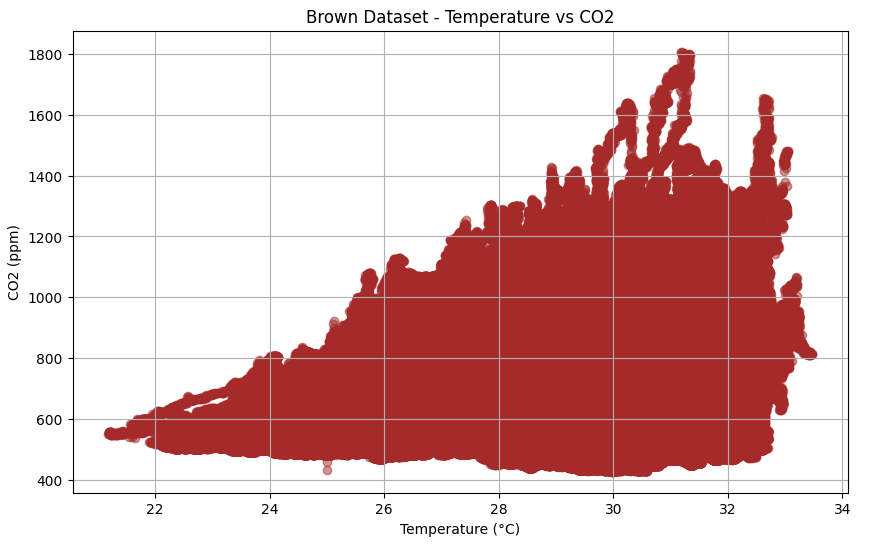 Brown Dataset - Temperature vs CO2
1800
1600
1400
1200
1000
800
600
400
CO2 (ppm)
22 24 26 28 30 32 34
Temperature (°C)